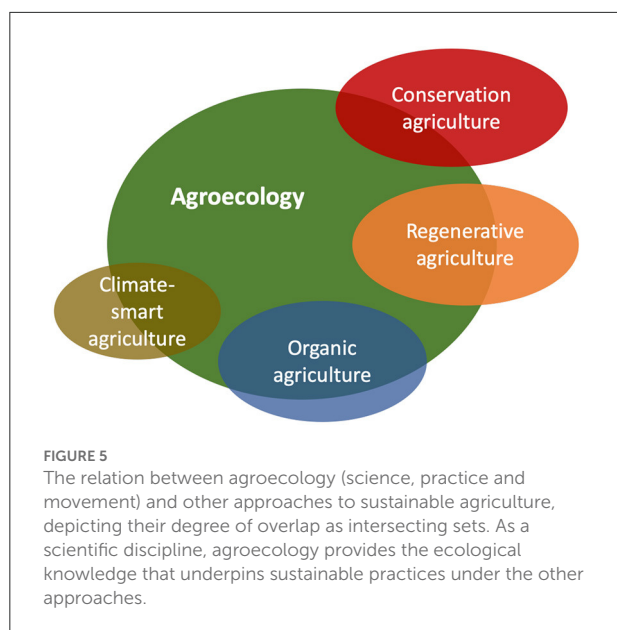 Conservation
agriculture
Agroecology
Regenerative
agriculture
Climate-
smart
agriculture
Organic
agriculture
FIGURE 5
The relation between agroecology (science, practice and
movement) and other approaches to sustainable agriculture,
depicting their degree of overlap as intersecting sets. As a
scientific discipline, agroecology provides the ecological
knowledge that underpins sustainable practices under the other
approaches.